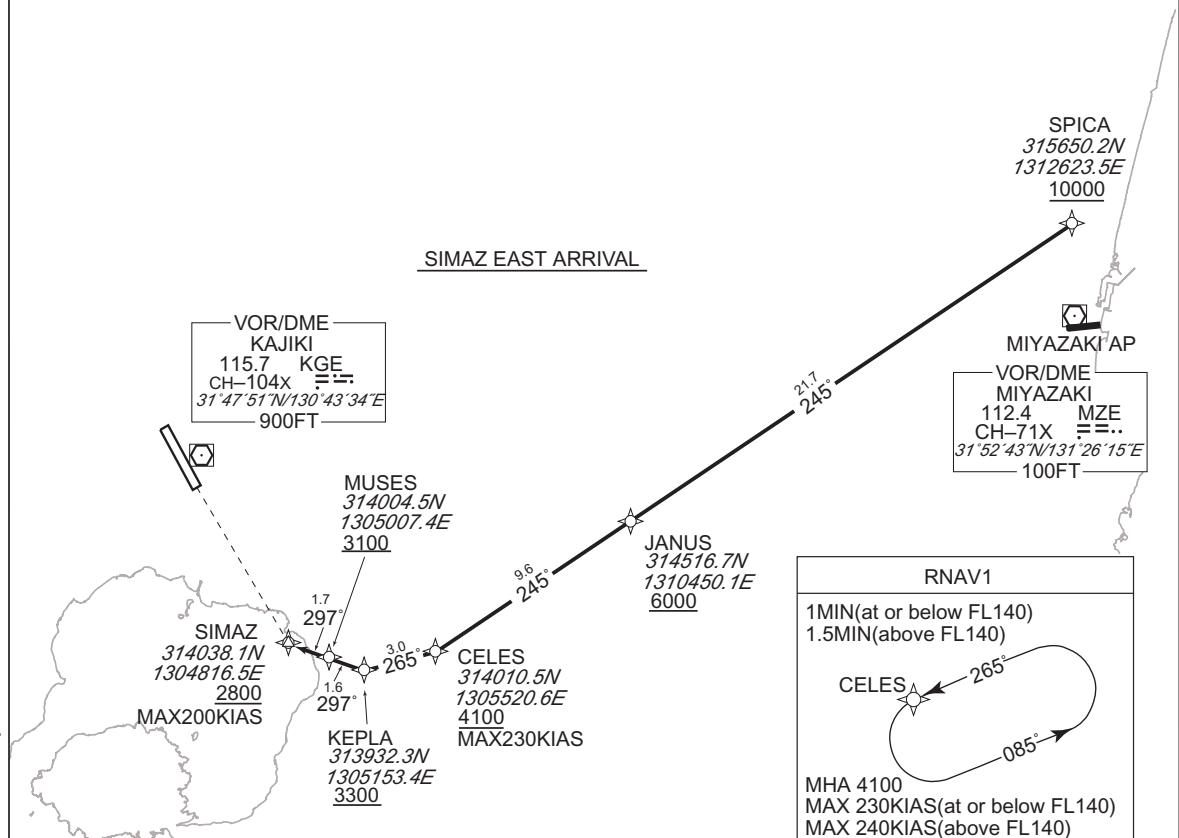 SPICA
315650.2N
1312623.5E
10000
SIMAZ EAST ARRIVAL
VOR/DME
KAJIKI
115.7 KGE
CH–104X
31°47´51˝N/130°43´34˝E
900FT
MIYAZAKI AP
VOR/DME
MIYAZAKI
112.4 MZE
CH–71X
31°52´43˝N/131°26´15˝E
100FT
21.7
245°
MUSES
314004.5N
1305007.4E
3100
JANUS
314516.7N
1310450.1E
6000
9.6
245°
1.7
297°
SIMAZ
314038.1N
1304816.5E
2800
MAX200KIAS
3.0
265°
1.6
297°
CELES
314010.5N
1305520.6E
4100
MAX230KIAS
KEPLA
313932.3N
1305153.4E
3300
RNAV1
1MIN(at or below FL140)
1.5MIN(above FL140)
CELES
265°
085°
MHA 4100
MAX 230KIAS(at or below FL140)
MAX 240KIAS(above FL140)